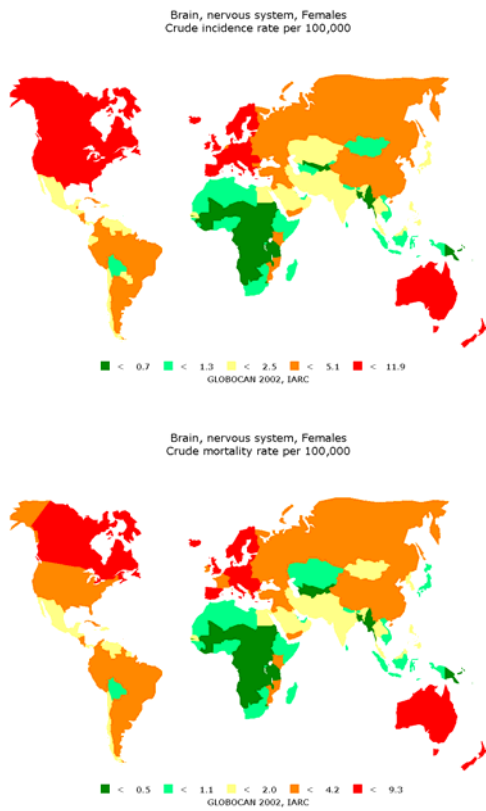 Brain, nervous system, Females
Crude incidence rate per 100,000
< 0.7 < 1.3 < 2.5 < 5.1 < 11.9
GLOBOCAN 2002, IARC
Brain, nervous system, Females
Crude mortality rate per 100,000
< 0.5 < 1.1 < 2.0 < 4.2 < 9.3
GLOBOCAN 2002, IARC